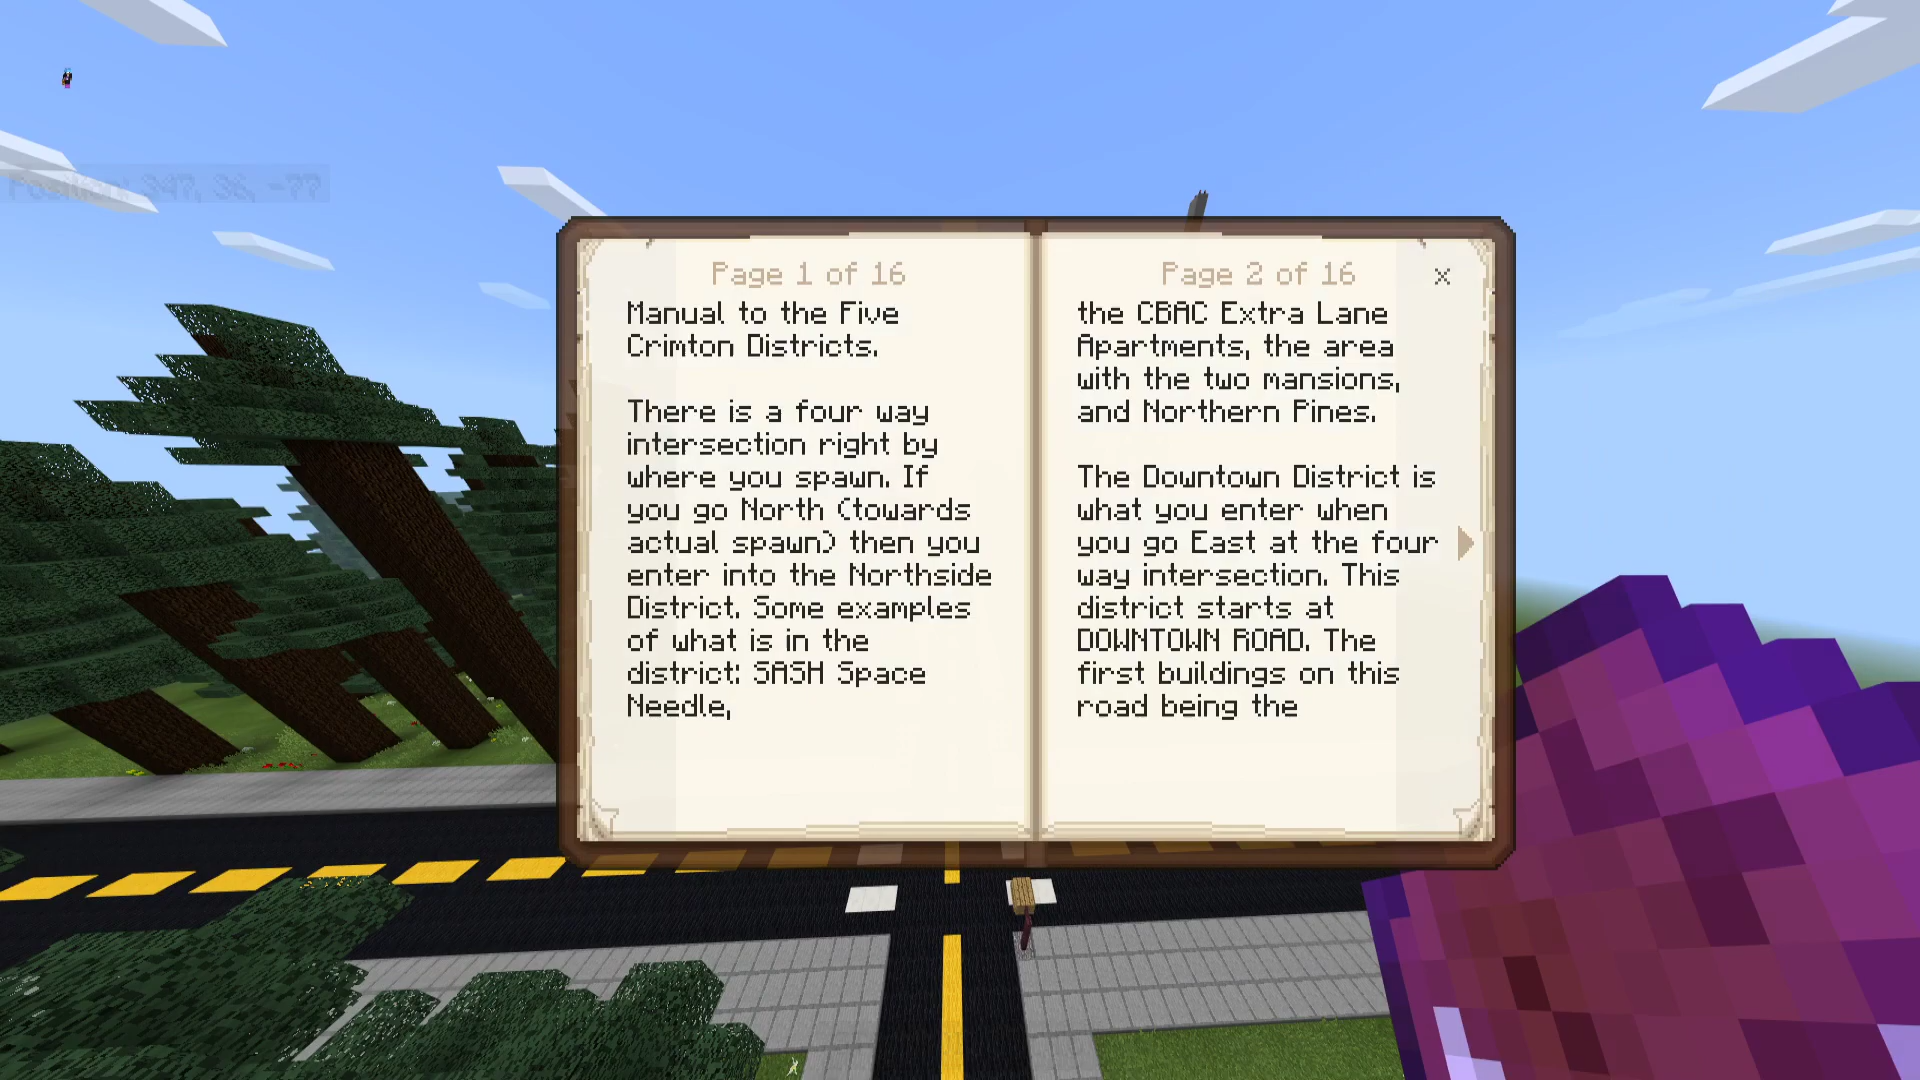 Position: 347, 36, -77
Page 1 of 16
Manual to the Five
Crimton Districts.
There is a four way
intersection right by
where you spawn. If
you go North (towards
actual spawn) then you
enter into the Northside
District. Some examples
of what is in the
district: SASH Space
Needle,
Page 2 of 16
the CBAC Extra Lane
Apartments, the area
with the two mansions,
and Northern Pines.
The Downtown District is
what you enter when
you go East at the four
way intersection. This
district starts at
DOWNTOWN ROAD. The
first buildings on this
road being the